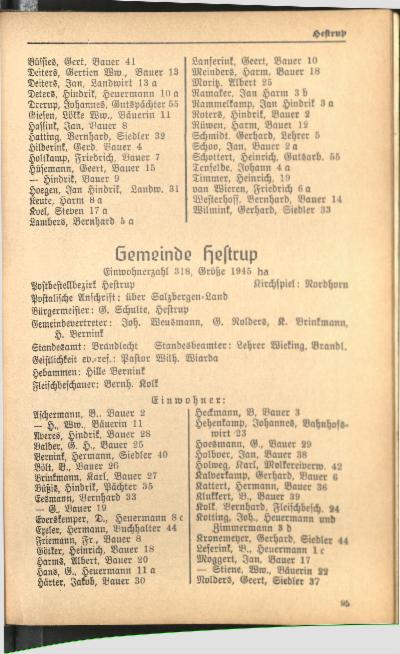 Hestrup
Büssies, Gert, Bauer 41
Deiters, Gertien Ww., Bauer 13
Deiters, Jan, Landwirt 13 a
Deters, Hindrik, Heuermann 10 a
Drerup, Johannes, Gutspächter 55
Giesen, Lökke Ww., Bäuerin 11
Hassink, Jan, Bauer 8
Hatting, Bernhard, Siedler 32
Hilberink, Gerd, Bauer 4
Holtkamp, Friedrich, Bauer 7
Hüsemann, Geert, Bauer 15
— Hindrik, Bauer 9
Hoegen, Jan Hindrik, Landw. 31
Keute, Harm 8 a
Koel, Steven 17 a
Lambers, Bernhard 5 a
Lanferink, Geert, Bauer 10
Meinders, Harm, Bauer 18
Moritz, Albert 25
Ramaker, Jan Harm 3 b
Rammelkamp, Jan Hindrik 3 a
Roters, Hindrik, Bauer 2
Rüwen, Harm, Bauer 12
Schmidt, Gerhard, Lehrer 5
Schoo, Jan, Bauer 2 a
Schottert, Heinrich, Gutsarb. 55
Tenfelde, Johann 4 a
Timmer, Heinrich, 19
van Wieren, Friedrich 6 a
Westerhoff, Bernhard, Bauer 14
Wilmink, Gerhard, Siedler 33
Gemeinde Hestrup
Einwohnerzahl 318, Größe 1945 ha
Postbestellbezirk Hestrup Kirchspiel: Nordhorn
Postalische Anschrift: über Salzbergen-Land
Bürgermeister: G. Schulte, Hestrup
Gemeindevertreter: Joh. Weusmann, G. Nolders, K. Brinkmann,
H. Bernink
Standesamt: Brandlecht Standesbeamter: Lehrer Wieking, Brandl.
Geistlichkeit ev.-ref.: Pastor Wilh. Wiarda
Hebammen: Hille Bernink
Fleischbeschauer: Bernh. Kolk
Einwohner:
Aschermann, B., Bauer 2
— H. Ww., Bäuerin 11
Averes, Hindrik, Bauer 28
Balder, G. H., Bauer 25
Bernink, Hermann, Siedler 40
Bölt, B., Bauer 26
Brinkmann, Karl, Bauer 27
Büssis, Hindrik, Pächter 35
Eesmann, Bernhard 33
— G., Bauer 19
Everskemper, D., Heuermann 8 c
Exeler, Hermann, Buchhalter 44
Friemann, Fr., Bauer 8
Gölker, Heinrich, Bauer 18
Harms, Albert, Bauer 20
Hans, G., Heuermann 11 a
Härter, Jakob, Bauer 30
Heckmann, B., Bauer 3
Hehenkamp, Johannes, Bahnhofs-
wirt 23
Hoesmann, G., Bauer 29
Holboer, Jan, Bauer 38
Holweg, Karl, Molkereiverw. 42
Kalverkamp, Gerhard, Bauer 6
Kattert, Hermann, Bauer 36
Klukkert, B., Bauer 39
Kolk, Bernhard, Fleischbesch. 24
Kotting, Joh., Heuermann und
Zimmermann 3 b
Kronemeyer, Gerhard, Siedler 44
Leferink, B., Heuermann 1 c
Moggert, Jan, Bauer 17
— Stiene, Ww., Bäuerin 22
Nolders, Geert, Siedler 37
95